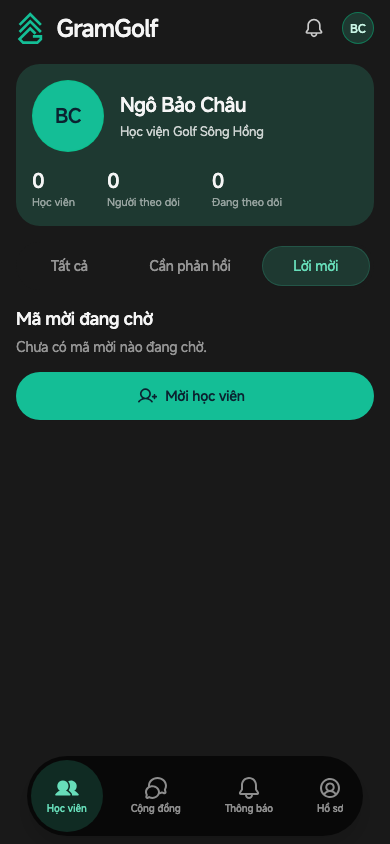 GramGolf
BC
BC
Ngô Bảo Châu
Học viện Golf Sông Hồng
0
0
0
Học viên
Người theo dõi
Đang theo dõi
Tất cả
Cần phản hồi
Lời mời
Mã mời đang chờ
Chưa có mã mời nào đang chờ.
Mời học viên
Học viên
Cộng đồng
Thông báo
Hồ sơ